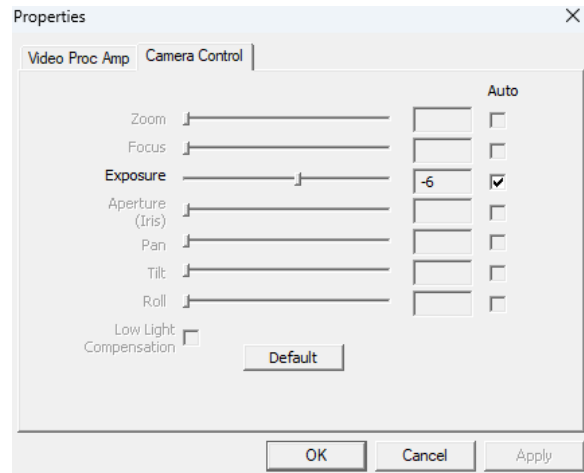 Properties
Video Proc Amp
Camera Control
Auto
Zoom
Focus
Exposure
-6
Aperture
(Iris)
Pan
Tilt
Roll
Low Light
Compensation
Default
OK
Cancel
Apply